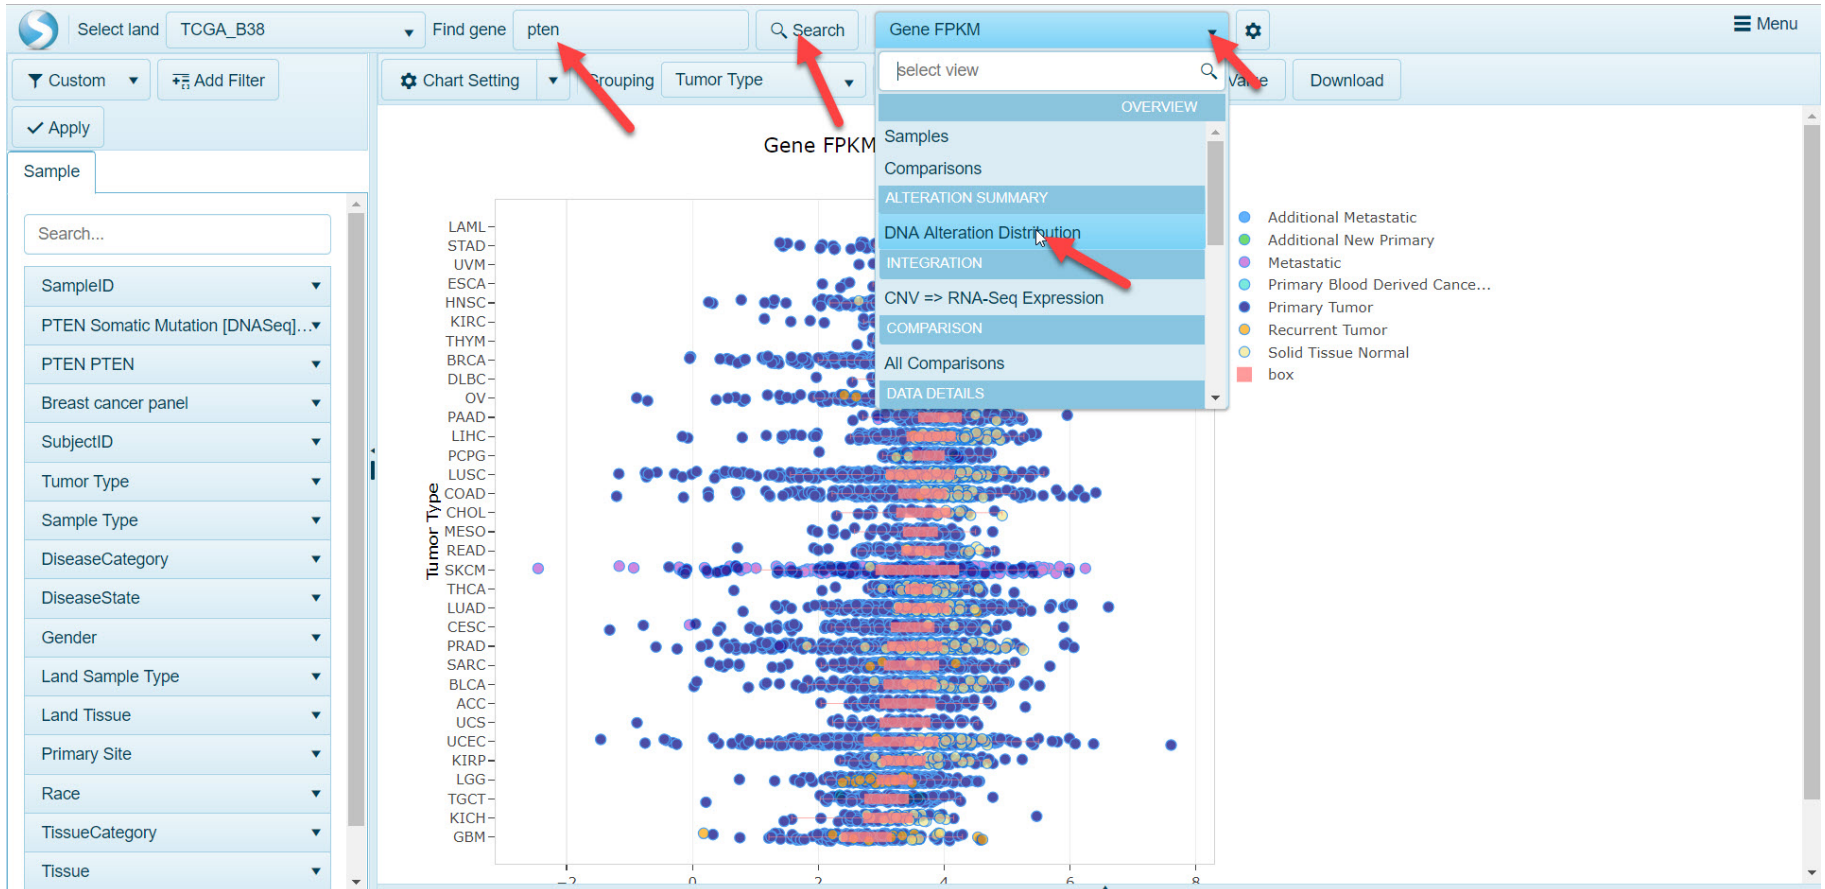 Select land
TCGA_B38
Find gene
pten
Search
Gene FPKM
Menu
Custom
Add Filter
Chart Setting
Grouping
Tumor Type
select view
Download
Apply
OVERVIEW
Samples
Comparisons
ALTERATION SUMMARY
DNA Alteration Distribution
INTEGRATION
CNV => RNA-Seq Expression
COMPARISON
All Comparisons
DATA DETAILS
Sample
Search...
SampleID
PTEN Somatic Mutation [DNASeq]...
PTEN PTEN
Breast cancer panel
SubjectID
Tumor Type
Sample Type
DiseaseCategory
DiseaseState
Gender
Land Sample Type
Land Tissue
Primary Site
Race
TissueCategory
Tissue
Gene FPKM
Tumor Type
LAML
STAD
UVM
ESCA
HNSC
KIRC
THYM
BRCA
DLBC
OV
PAAD
LIHC
PCPG
LUSC
COAD
CHOL
MESO
READ
SKCM
THCA
LUAD
CESC
PRAD
SARC
BLCA
ACC
UCS
UCEC
KIRP
LGG
TGCT
KICH
GBM
−2 0 2 4 6 8
Additional Metastatic
Additional New Primary
Metastatic
Primary Blood Derived Cance...
Primary Tumor
Recurrent Tumor
Solid Tissue Normal
box